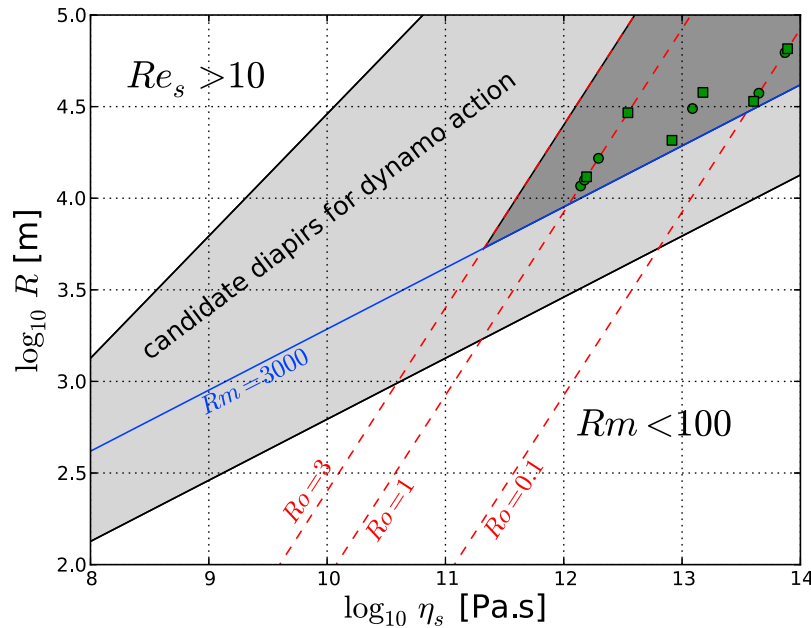 5.0
4.5
4.0
3.5
3.0
2.5
2.0
log₁₀ R [m]
Re_s >10
candidate diapirs for dynamo action
Rm=3000
Rm<100
Ro=3
Ro=1
Ro=0.1
8 9 10 11 12 13 14
log₁₀ η_s [Pa.s]